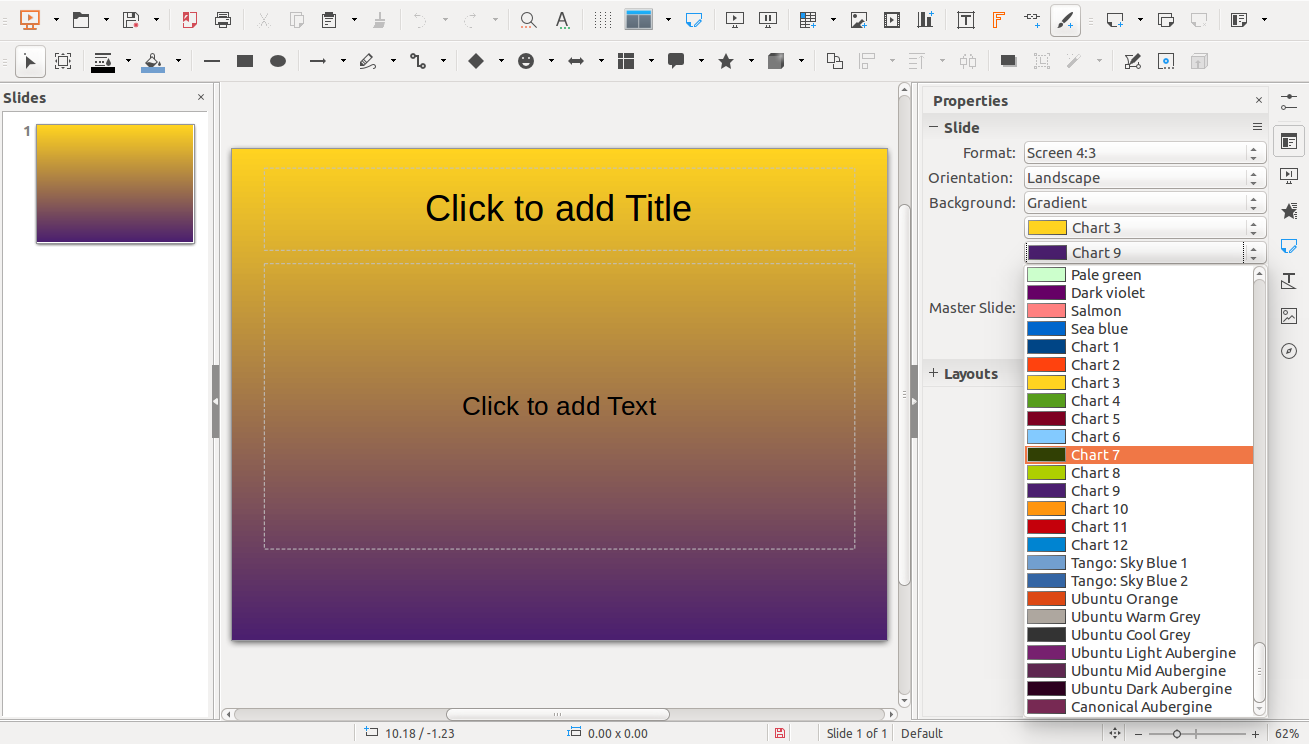 Slides
1
Click to add Title
Click to add Text
Properties
Slide
Format: Screen 4:3
Orientation: Landscape
Background: Gradient
Chart 3
Chart 9
Master Slide:
Layouts
Pale green
Dark violet
Salmon
Sea blue
Chart 1
Chart 2
Chart 3
Chart 4
Chart 5
Chart 6
Chart 7
Chart 8
Chart 9
Chart 10
Chart 11
Chart 12
Tango: Sky Blue 1
Tango: Sky Blue 2
Ubuntu Orange
Ubuntu Warm Grey
Ubuntu Cool Grey
Ubuntu Light Aubergine
Ubuntu Mid Aubergine
Ubuntu Dark Aubergine
Canonical Aubergine
10.18 / -1.23 0.00 x 0.00 Slide 1 of 1 Default 62%